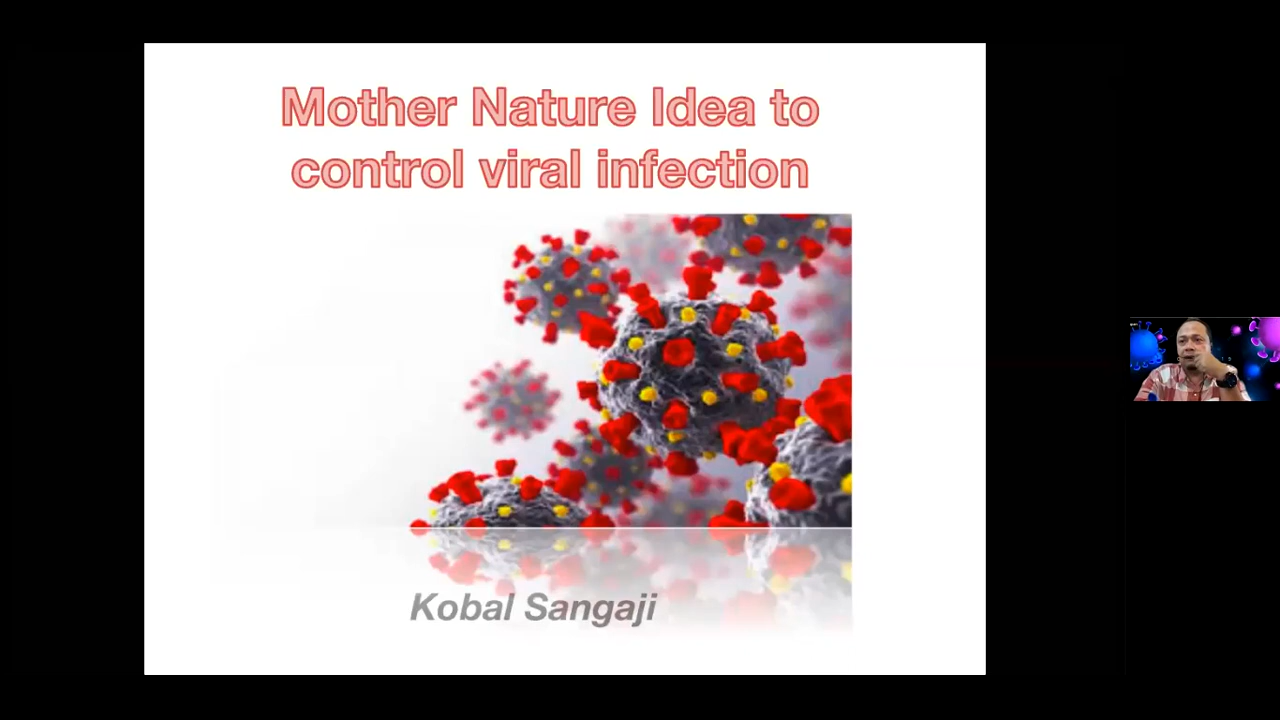 Mother Nature Idea to
control viral infection
Kobal Sangaji